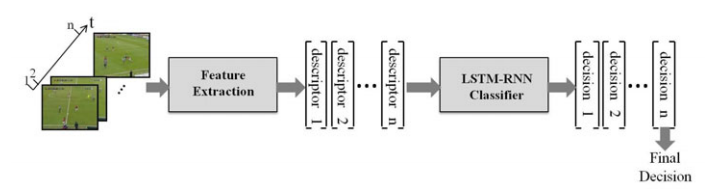 1
2
n
t
Feature
Extraction
descriptor 1
descriptor 2
descriptor n
LSTM-RNN
Classifier
decision 1
decision 2
decision n
Final
Decision